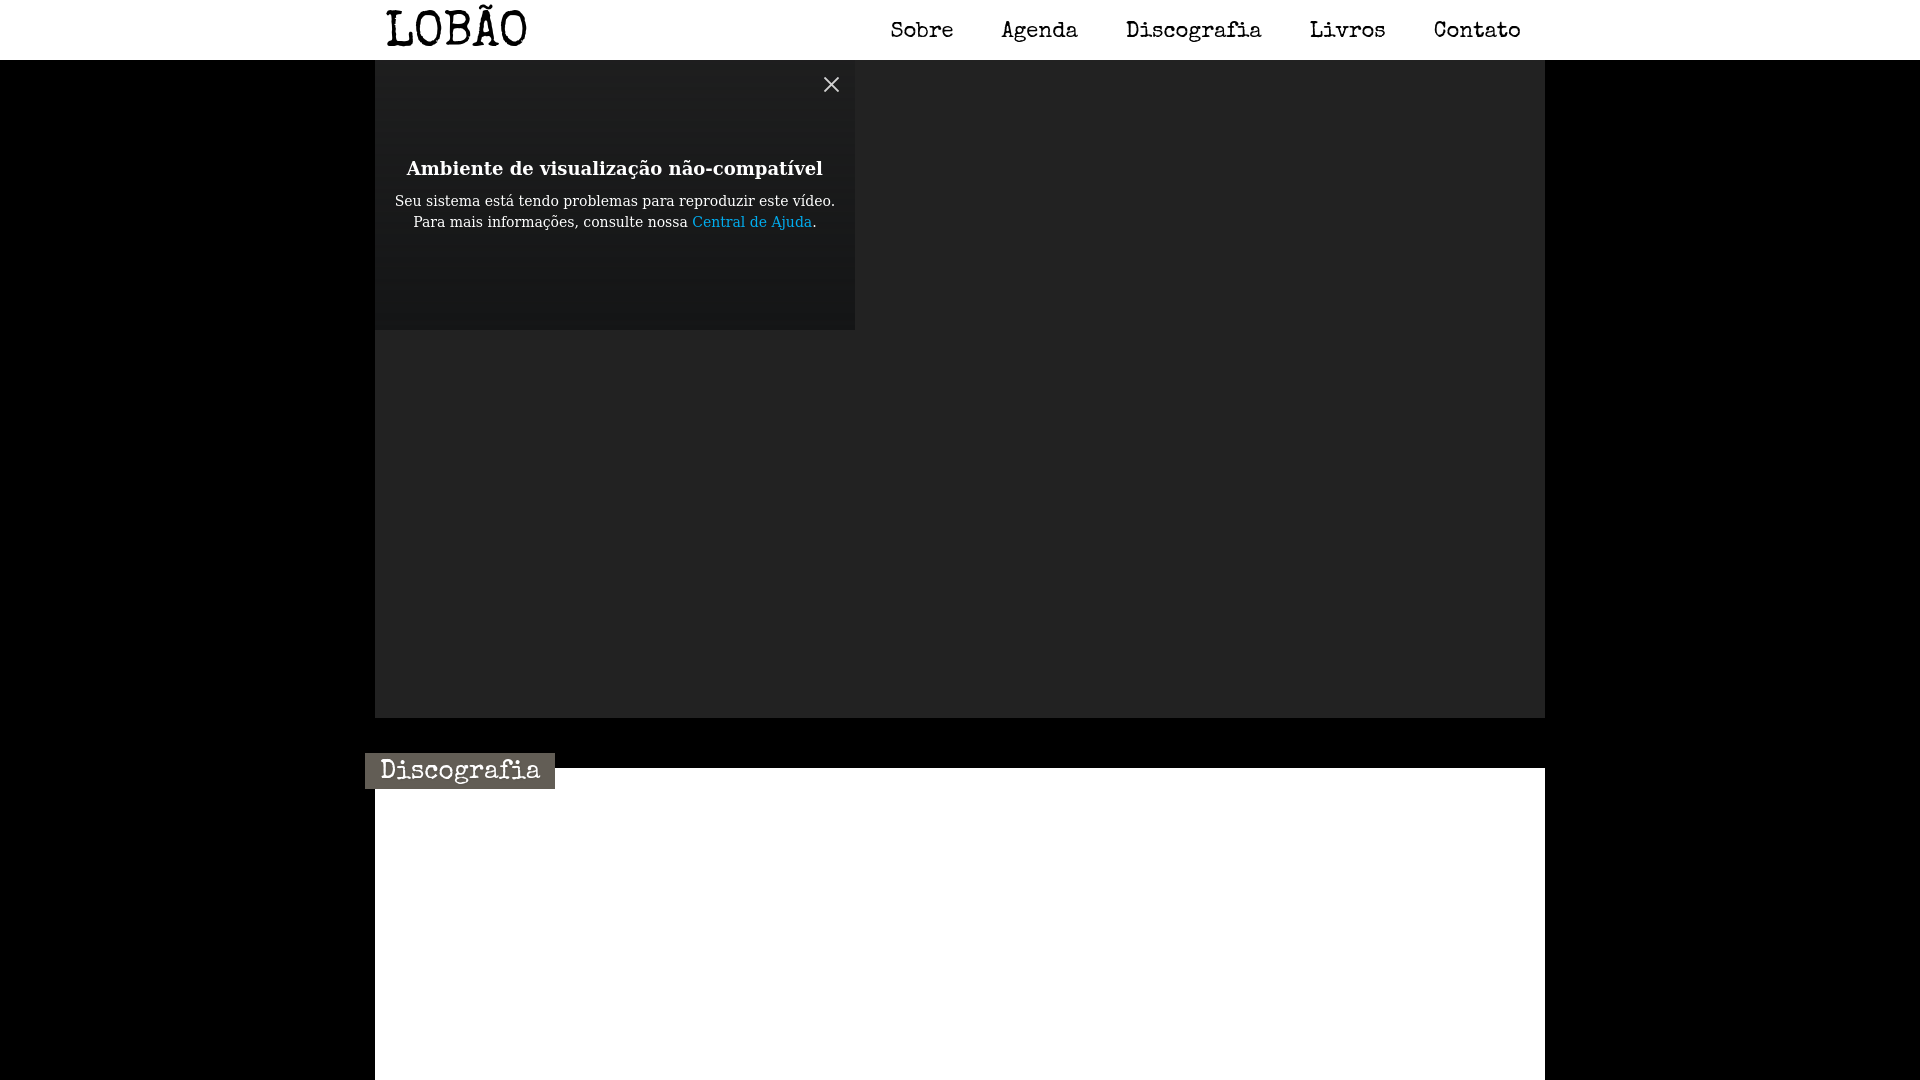 LOBÃO
Sobre
Agenda
Discografia
Livros
Contato
Ambiente de visualização não-compatível
Seu sistema está tendo problemas para reproduzir este vídeo.
Para mais informações, consulte nossa Central de Ajuda.
Discografia